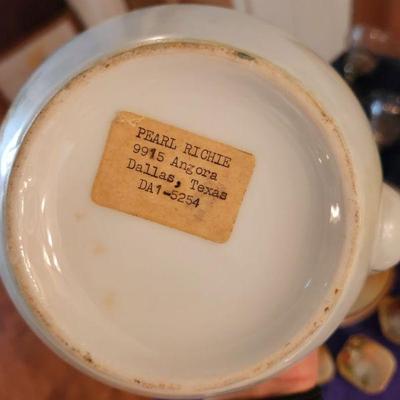 PEARL RICHIE
9915 Angora
Dallas, Texas
DA1-5254